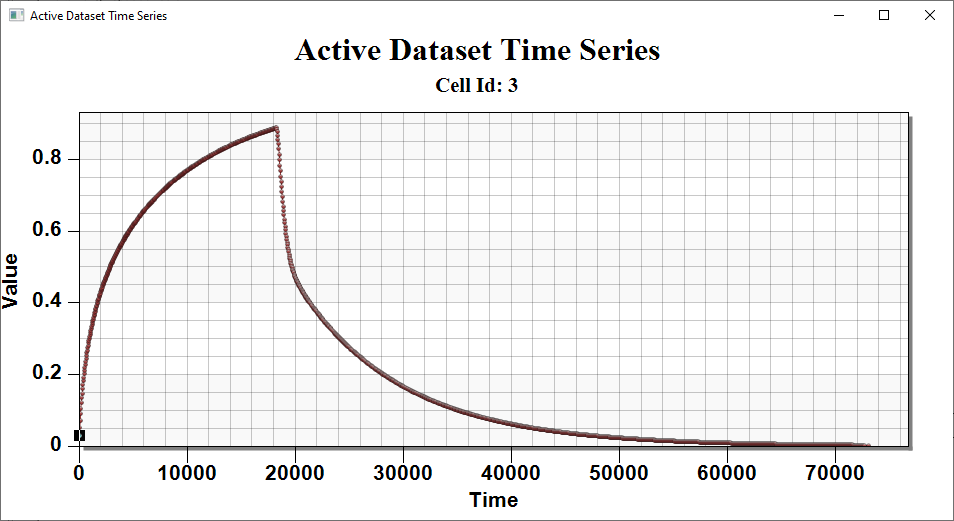 Active Dataset Time Series
Active Dataset Time Series
Cell Id: 3
0.8
0.6
0.4
0.2
0
Value
0 10000 20000 30000 40000 50000 60000 70000
Time